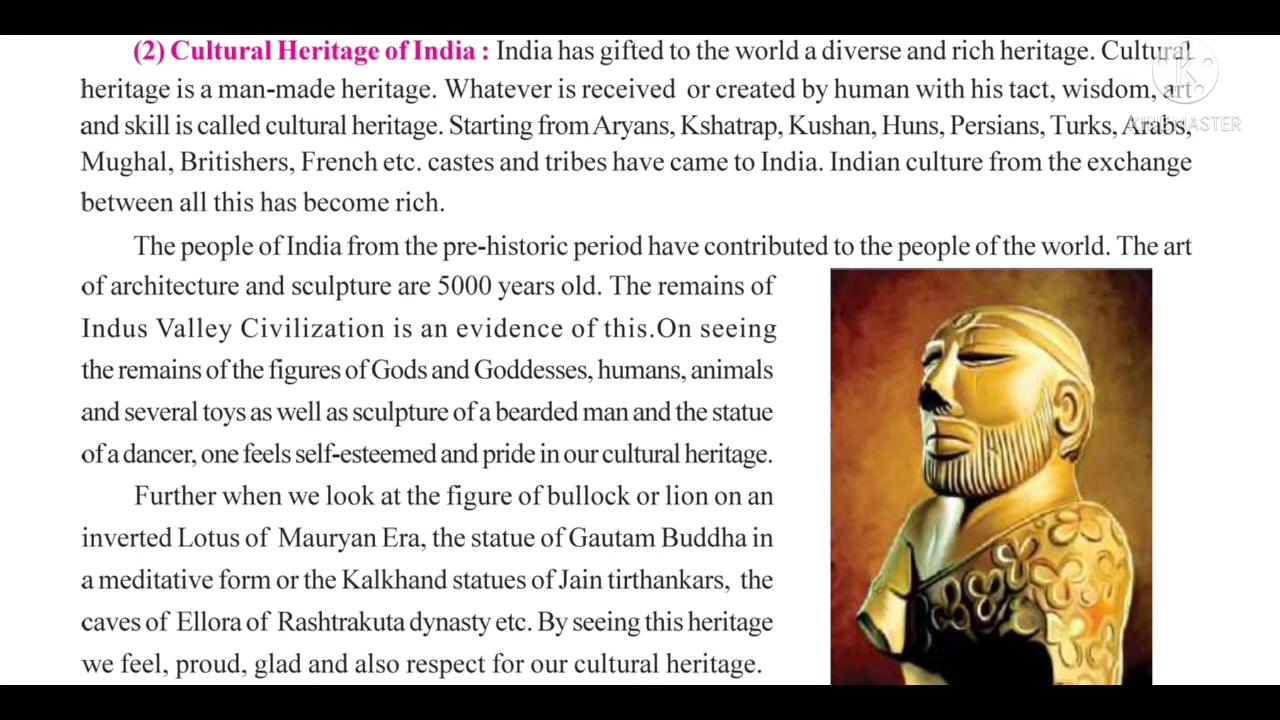 (2) Cultural Heritage of India : India has gifted to the world a diverse and rich heritage. Cultural
heritage is a man-made heritage. Whatever is received or created by human with his tact, wisdom, art
and skill is called cultural heritage. Starting from Aryans, Kshatrap, Kushan, Huns, Persians, Turks, Arabs,
Mughal, Britishers, French etc. castes and tribes have came to India. Indian culture from the exchange
between all this has become rich.
The people of India from the pre-historic period have contributed to the people of the world. The art
of architecture and sculpture are 5000 years old. The remains of
Indus Valley Civilization is an evidence of this.On seeing
the remains of the figures of Gods and Goddesses, humans, animals
and several toys as well as sculpture of a bearded man and the statue
of a dancer, one feels self-esteemed and pride in our cultural heritage.
Further when we look at the figure of bullock or lion on an
inverted Lotus of Mauryan Era, the statue of Gautam Buddha in
a meditative form or the Kalkhand statues of Jain tirthankars, the
caves of Ellora of Rashtrakuta dynasty etc. By seeing this heritage
we feel, proud, glad and also respect for our cultural heritage.
K
KINEMASTER